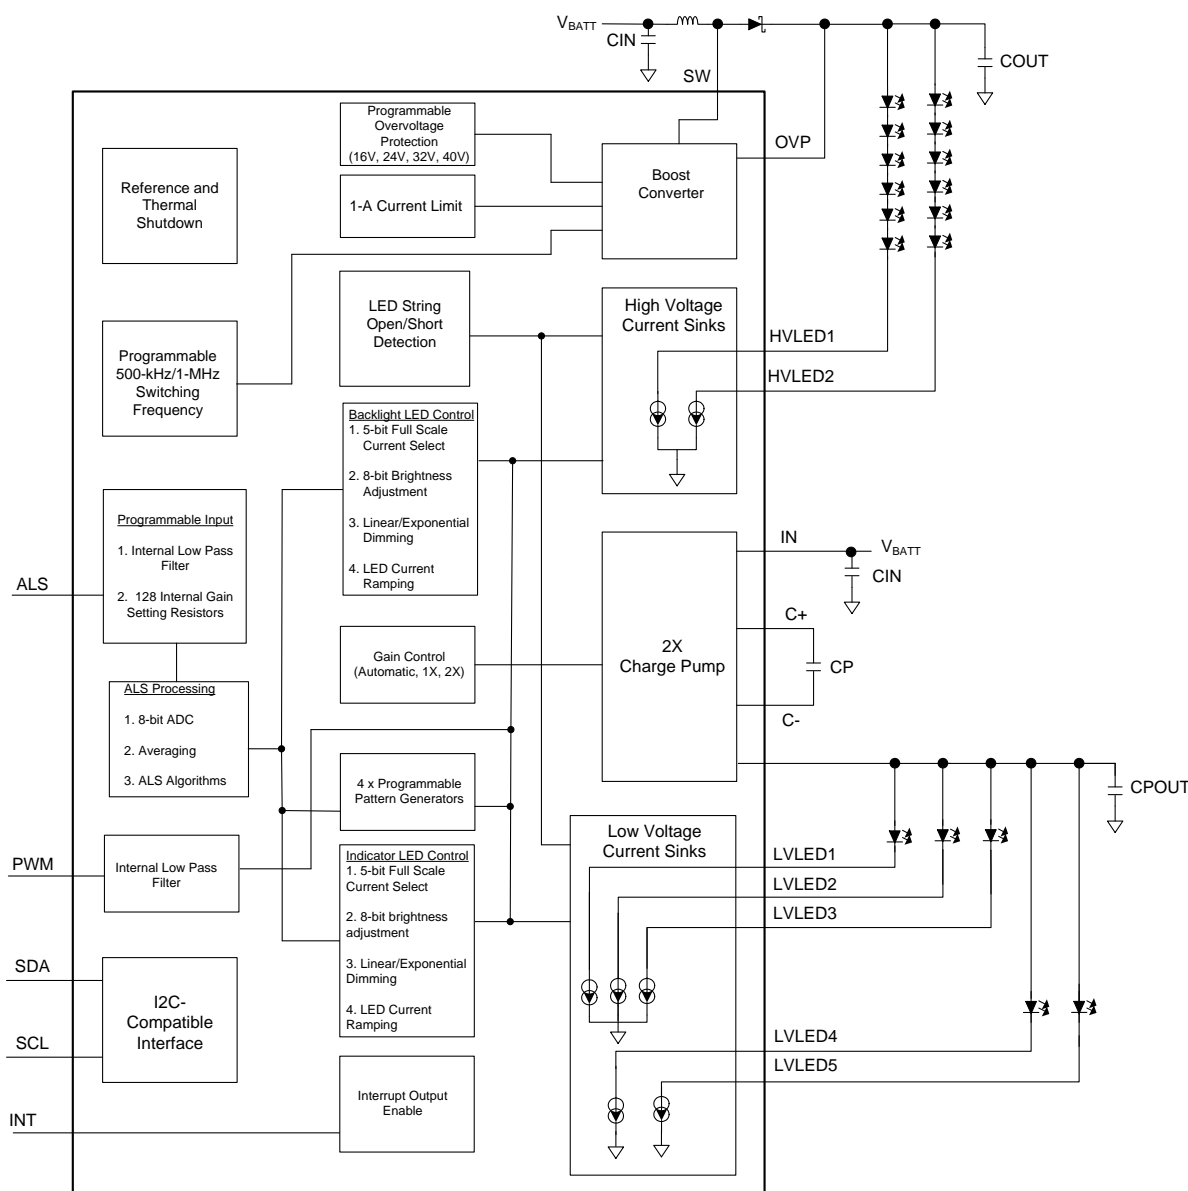 VBATT
CIN
COUT
SW
OVP
Programmable
Overvoltage
Protection
(16V, 24V, 32V, 40V)
Reference and
Thermal
Shutdown
1-A Current Limit
Boost
Converter
LED String
Open/Short
Detection
High Voltage
Current Sinks
HVLED1
HVLED2
Programmable
500-kHz/1-MHz
Switching
Frequency
Backlight LED Control
1. 5-bit Full Scale
Current Select
2. 8-bit Brightness
Adjustment
3. Linear/Exponential
Dimming
4. LED Current
Ramping
Programmable Input
1. Internal Low Pass
Filter
2. 128 Internal Gain
Setting Resistors
ALS
IN
VBATT
CIN
C+
2X
Charge Pump
CP
C-
Gain Control
(Automatic, 1X, 2X)
ALS Processing
1. 8-bit ADC
2. Averaging
3. ALS Algorithms
4 x Programmable
Pattern Generators
CPOUT
Low Voltage
Current Sinks
LVLED1
LVLED2
LVLED3
PWM
Internal Low Pass
Filter
Indicator LED Control
1. 5-bit Full Scale
Current Select
2. 8-bit brightness
adjustment
3. Linear/Exponential
Dimming
4. LED Current
Ramping
SDA
SCL
I2C-
Compatible
Interface
LVLED4
LVLED5
INT
Interrupt Output
Enable